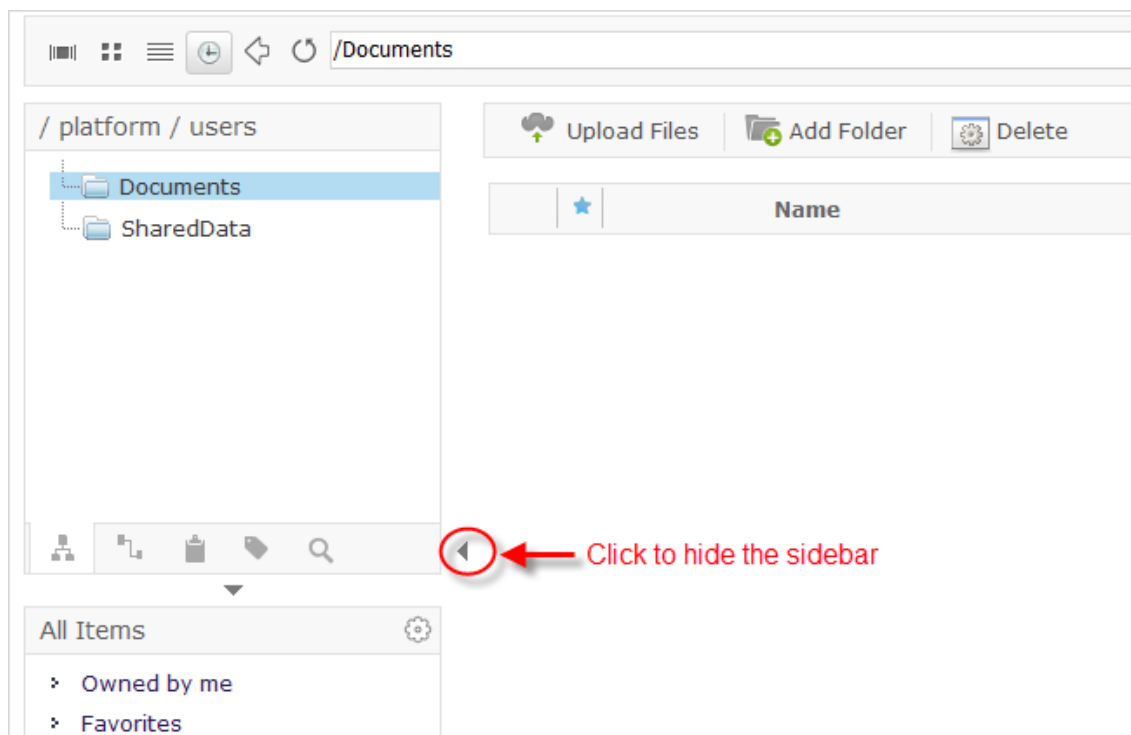 /Documents
/ platform / users
Upload Files
Add Folder
Delete
Documents
SharedData
Name
Click to hide the sidebar
All Items
Owned by me
Favorites